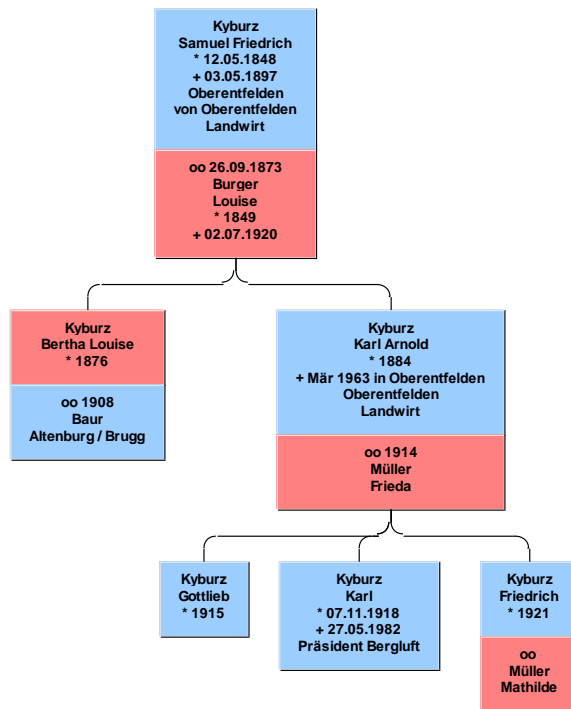 Kyburz
Samuel Friedrich
* 12.05.1848
+ 03.05.1897
Oberentfelden
von Oberentfelden
Landwirt
oo 26.09.1873
Burger
Louise
* 1849
+ 02.07.1920
Kyburz
Bertha Louise
* 1876
oo 1908
Baur
Altenburg / Brugg
Kyburz
Karl Arnold
* 1884
+ Mär 1963 in Oberentfelden
Oberentfelden
Landwirt
oo 1914
Müller
Frieda
Kyburz
Gottlieb
* 1915
Kyburz
Karl
* 07.11.1918
+ 27.05.1982
Präsident Bergluft
Kyburz
Friedrich
* 1921
oo
Müller
Mathilde